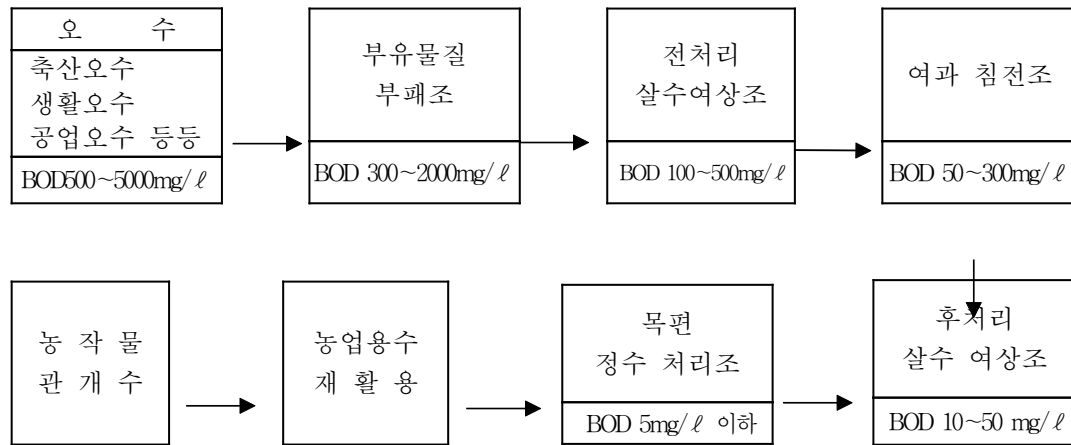 오 수
축산오수
생활오수
공업오수 등등
BOD500~5000mg/ℓ
부유물질
부패조
BOD 300~2000mg/ℓ
전처리
살수여상조
BOD 100~500mg/ℓ
여과 침전조
BOD 50~300mg/ℓ
농 작 물
관 개 수
농업용수
재 활 용
목편
정수 처리조
BOD 5mg/ℓ 이하
후처리
살수 여상조
BOD 10~50 mg/ℓ